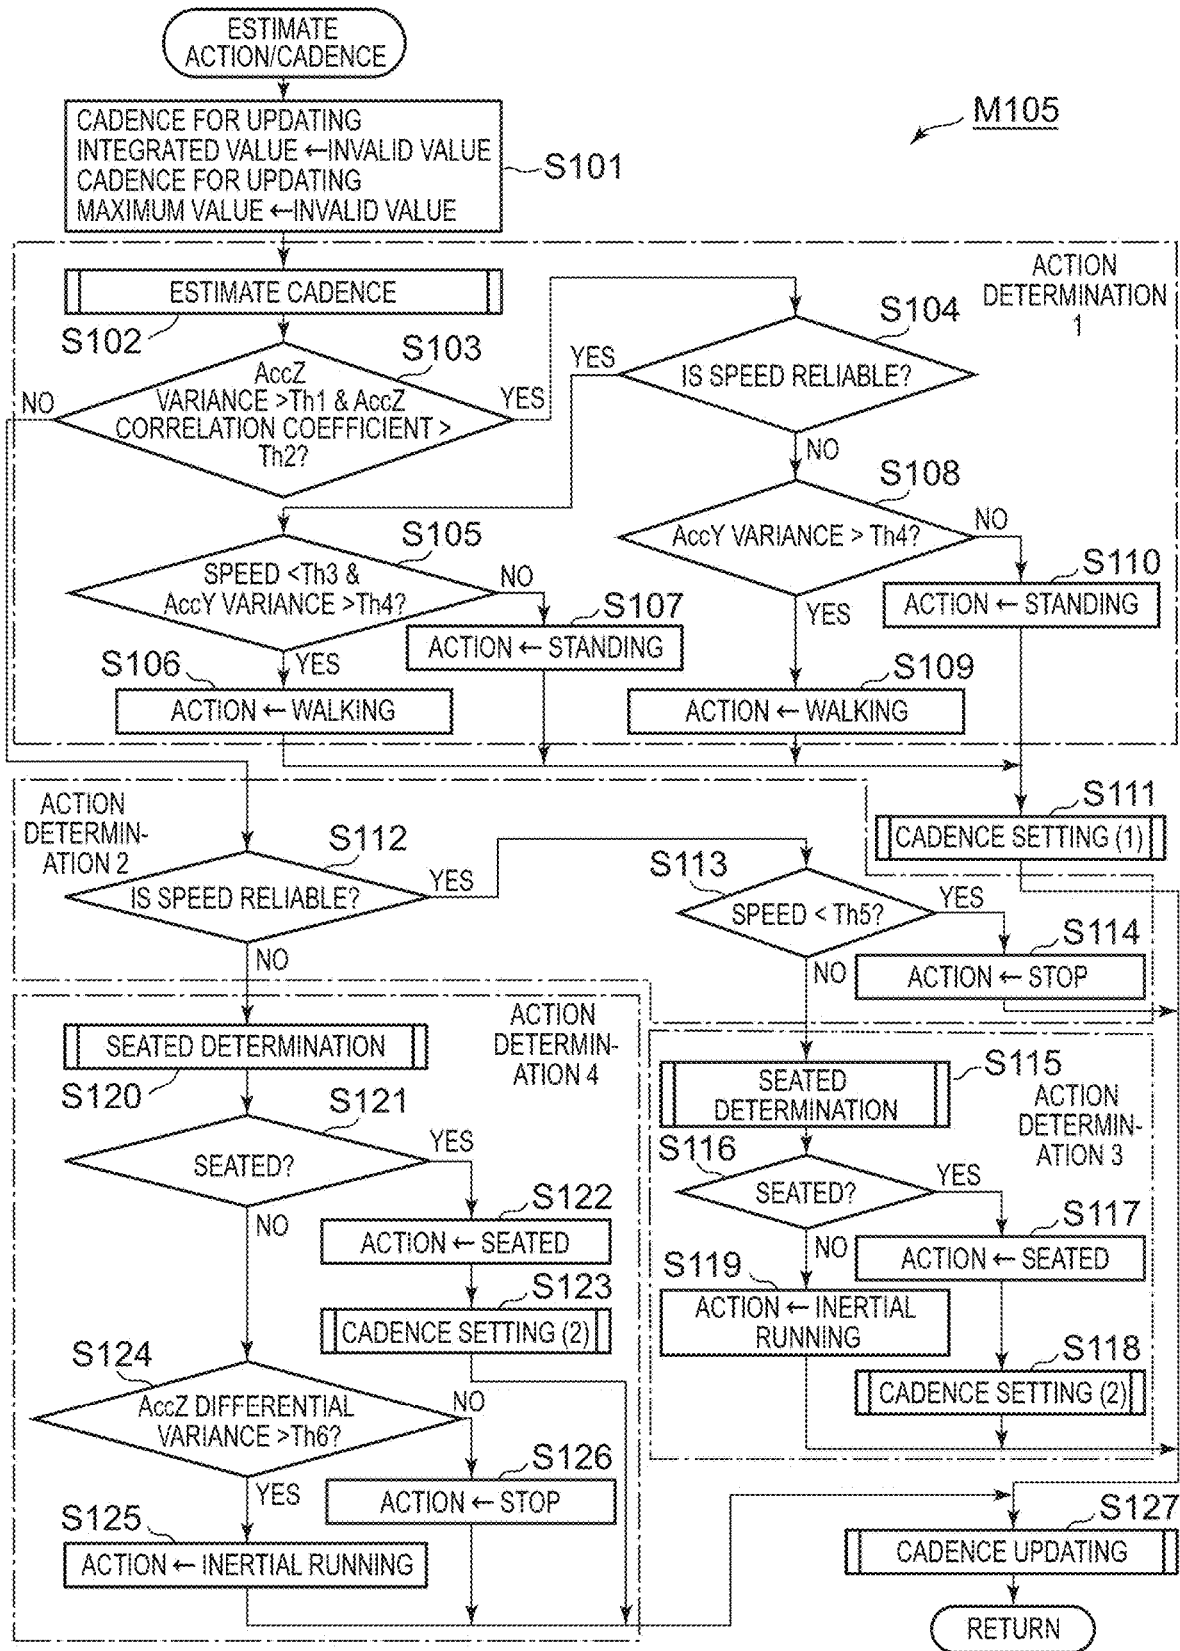 ESTIMATE
ACTION/CADENCE
M105
CADENCE FOR UPDATING
INTEGRATED VALUE ←INVALID VALUE
CADENCE FOR UPDATING
MAXIMUM VALUE ←INVALID VALUE
S101
ESTIMATE CADENCE
S102
ACTION
DETERMINATION
1
S103
AccZ
VARIANCE >Th1 & AccZ
CORRELATION COEFFICIENT >
Th2?
NO
YES
S104
IS SPEED RELIABLE?
YES
NO
S105
SPEED <Th3 &
AccY VARIANCE >Th4?
NO
YES
S108
AccY VARIANCE > Th4?
NO
YES
S110
ACTION ← STANDING
S107
ACTION ← STANDING
S106
ACTION ← WALKING
S109
ACTION ← WALKING
S111
CADENCE SETTING (1)
ACTION
DETERMIN-
ATION 2
S112
IS SPEED RELIABLE?
YES
NO
S113
SPEED < Th5?
YES
NO
S114
ACTION ← STOP
ACTION
DETERMIN-
ATION 4
SEATED DETERMINATION
S120
S121
SEATED?
YES
NO
S122
ACTION ← SEATED
S123
CADENCE SETTING (2)
S124
AccZ DIFFERENTIAL
VARIANCE >Th6?
NO
YES
S126
ACTION ← STOP
S125
ACTION ← INERTIAL RUNNING
SEATED
DETERMINATION
S115
ACTION
DETERMIN-
ATION 3
S116
SEATED?
YES
NO
S117
ACTION ← SEATED
S119
ACTION ← INERTIAL
RUNNING
S118
CADENCE SETTING (2)
S127
CADENCE UPDATING
RETURN